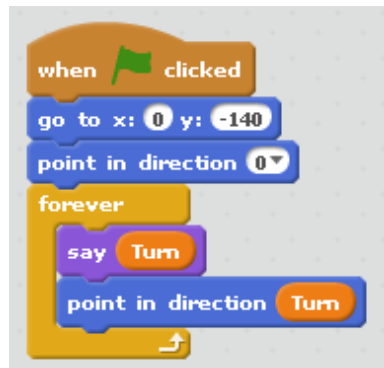 when clicked
go to x: 0 y: -140
point in direction 0
forever
say Turn
point in direction Turn